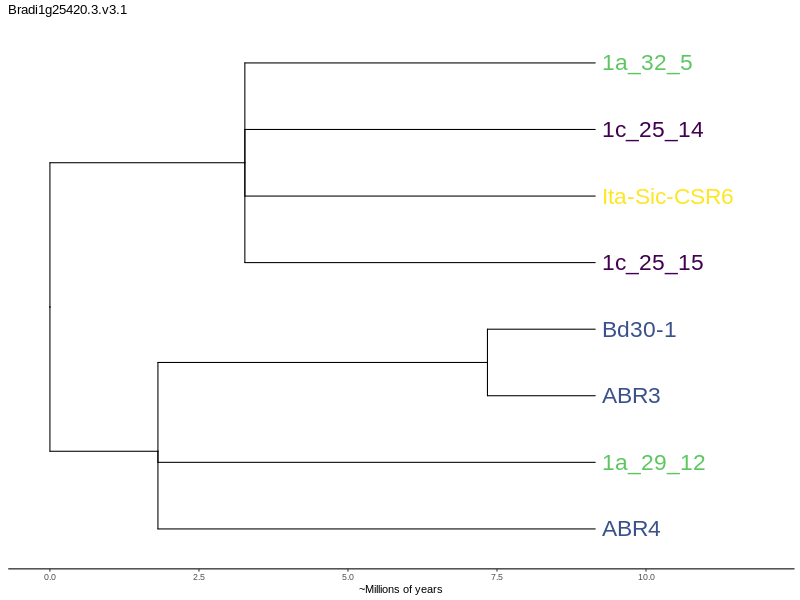 Bradi1g25420.3.v3.1
1a_32_5
1c_25_14
Ita-Sic-CSR6
1c_25_15
Bd30-1
ABR3
1a_29_12
ABR4
0.0 2.5 5.0 7.5 10.0
~Millions of years